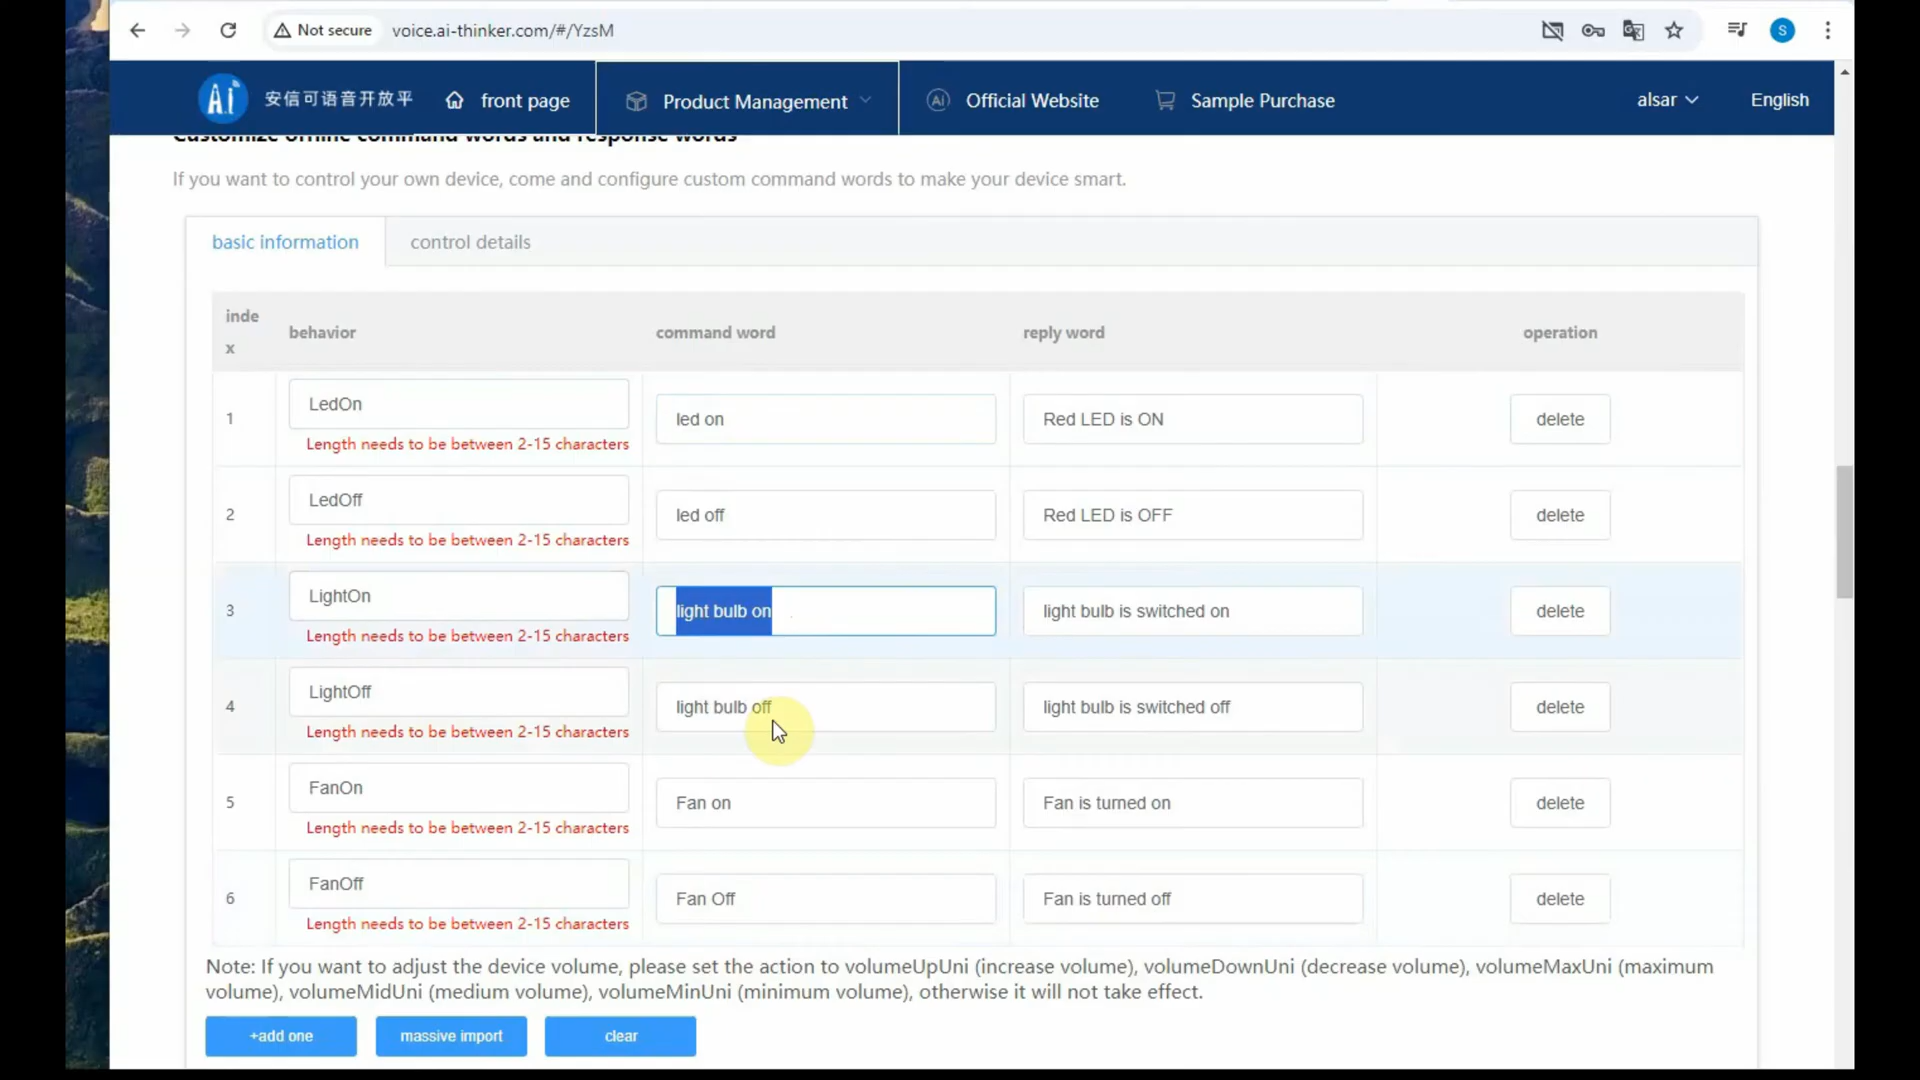 Not secure
voice.ai-thinker.com/#/YzsM
S
Ai
安信可语音开放平
front page
Product Management
Official Website
Sample Purchase
alsar
English
Customize offline command words and response words
If you want to control your own device, come and configure custom command words to make your device smart.
basic information
control details
inde
x
behavior
command word
reply word
operation
1
LedOn
Length needs to be between 2-15 characters
led on
Red LED is ON
delete
2
LedOff
Length needs to be between 2-15 characters
led off
Red LED is OFF
delete
3
LightOn
Length needs to be between 2-15 characters
light bulb on
light bulb is switched on
delete
4
LightOff
Length needs to be between 2-15 characters
light bulb off
light bulb is switched off
delete
5
FanOn
Length needs to be between 2-15 characters
Fan on
Fan is turned on
delete
6
FanOff
Length needs to be between 2-15 characters
Fan Off
Fan is turned off
delete
Note: If you want to adjust the device volume, please set the action to volumeUpUni (increase volume), volumeDownUni (decrease volume), volumeMaxUni (maximum
volume), volumeMidUni (medium volume), volumeMinUni (minimum volume), otherwise it will not take effect.
+add one
massive import
clear